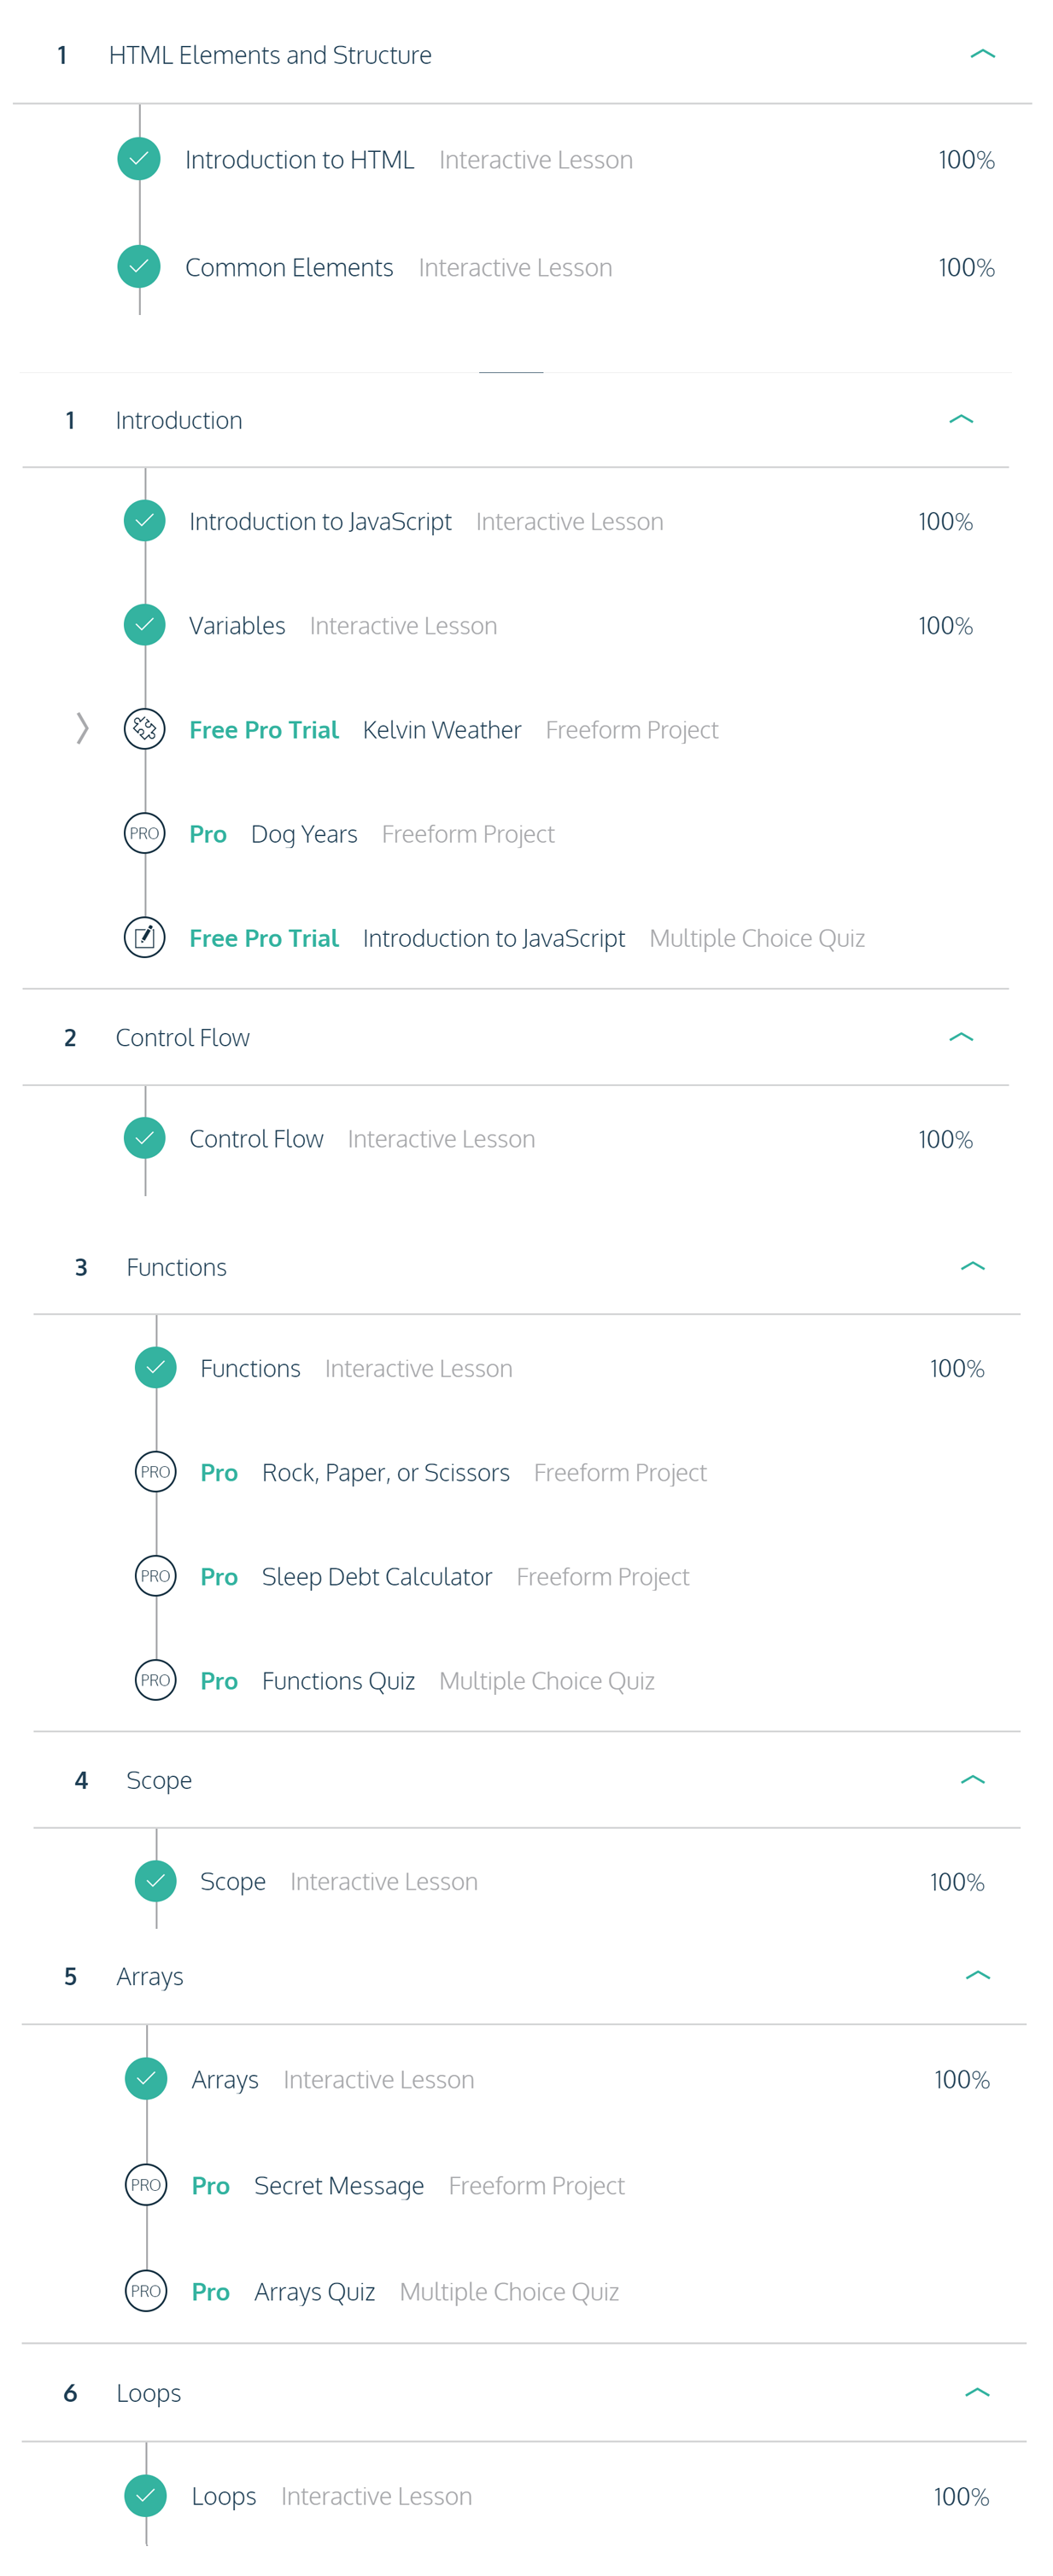 1 HTML Elements and Structure
Introduction to HTML Interactive Lesson 100%
Common Elements Interactive Lesson 100%
1 Introduction
Introduction to JavaScript Interactive Lesson 100%
Variables Interactive Lesson 100%
Free Pro Trial Kelvin Weather Freeform Project
PRO Pro Dog Years Freeform Project
Free Pro Trial Introduction to JavaScript Multiple Choice Quiz
2 Control Flow
Control Flow Interactive Lesson 100%
3 Functions
Functions Interactive Lesson 100%
PRO Pro Rock, Paper, or Scissors Freeform Project
PRO Pro Sleep Debt Calculator Freeform Project
PRO Pro Functions Quiz Multiple Choice Quiz
4 Scope
Scope Interactive Lesson 100%
5 Arrays
Arrays Interactive Lesson 100%
PRO Pro Secret Message Freeform Project
PRO Pro Arrays Quiz Multiple Choice Quiz
6 Loops
Loops Interactive Lesson 100%